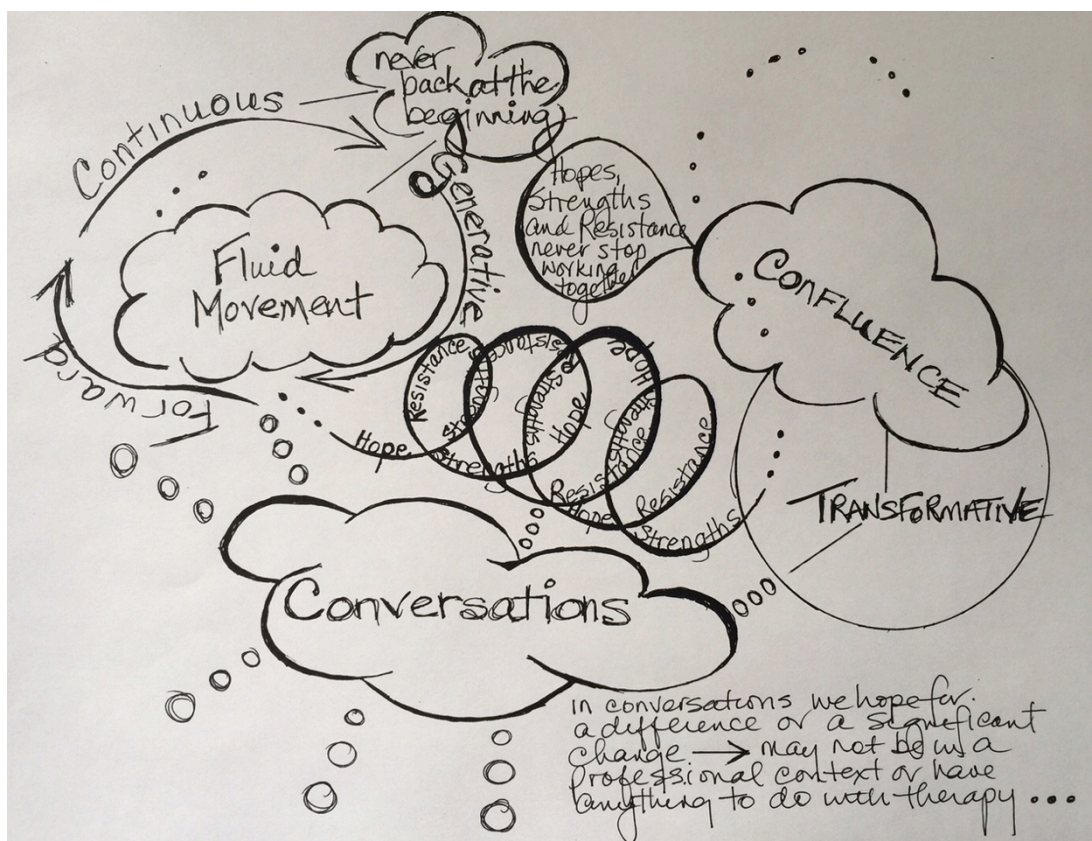 never
back at the
beginning
Continuous
Generative
Forward
Fluid
Movement
Hopes,
Strengths
and Resistance
never stop
working
together
CONFLUENCE
TRANSFORMATIVE
Hope
Resistance
Strengths
Strengths
Resistance
Strengths
Hope
Strengths
Resistance
Hope
Strengths
Hope
Resistance
Strengths
Conversations
in conversations we hope for
a difference or a significant
change → may not be in a
professional context or have
anything to do with therapy ...